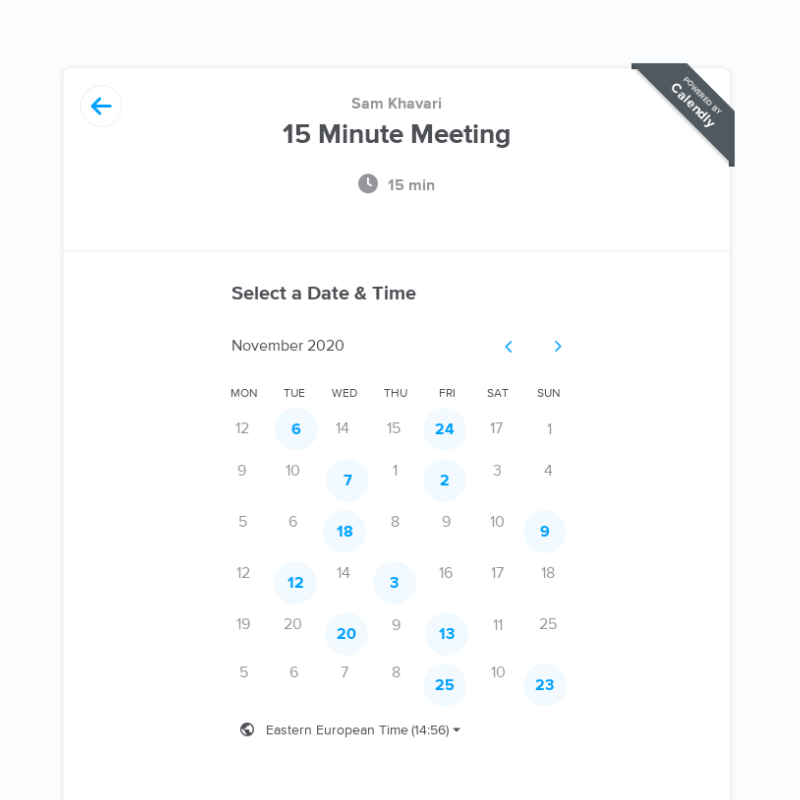 Sam Khavari
15 Minute Meeting
POWERED BY
Calendly
15 min
Select a Date & Time
November 2020
MON TUE WED THU FRI SAT SUN
12 6 14 15 24 17 1
9 10 7 1 2 3 4
5 6 18 8 9 10 9
12 12 14 3 16 17 18
19 20 20 9 13 11 25
5 6 7 8 25 10 23
Eastern European Time (14:56)